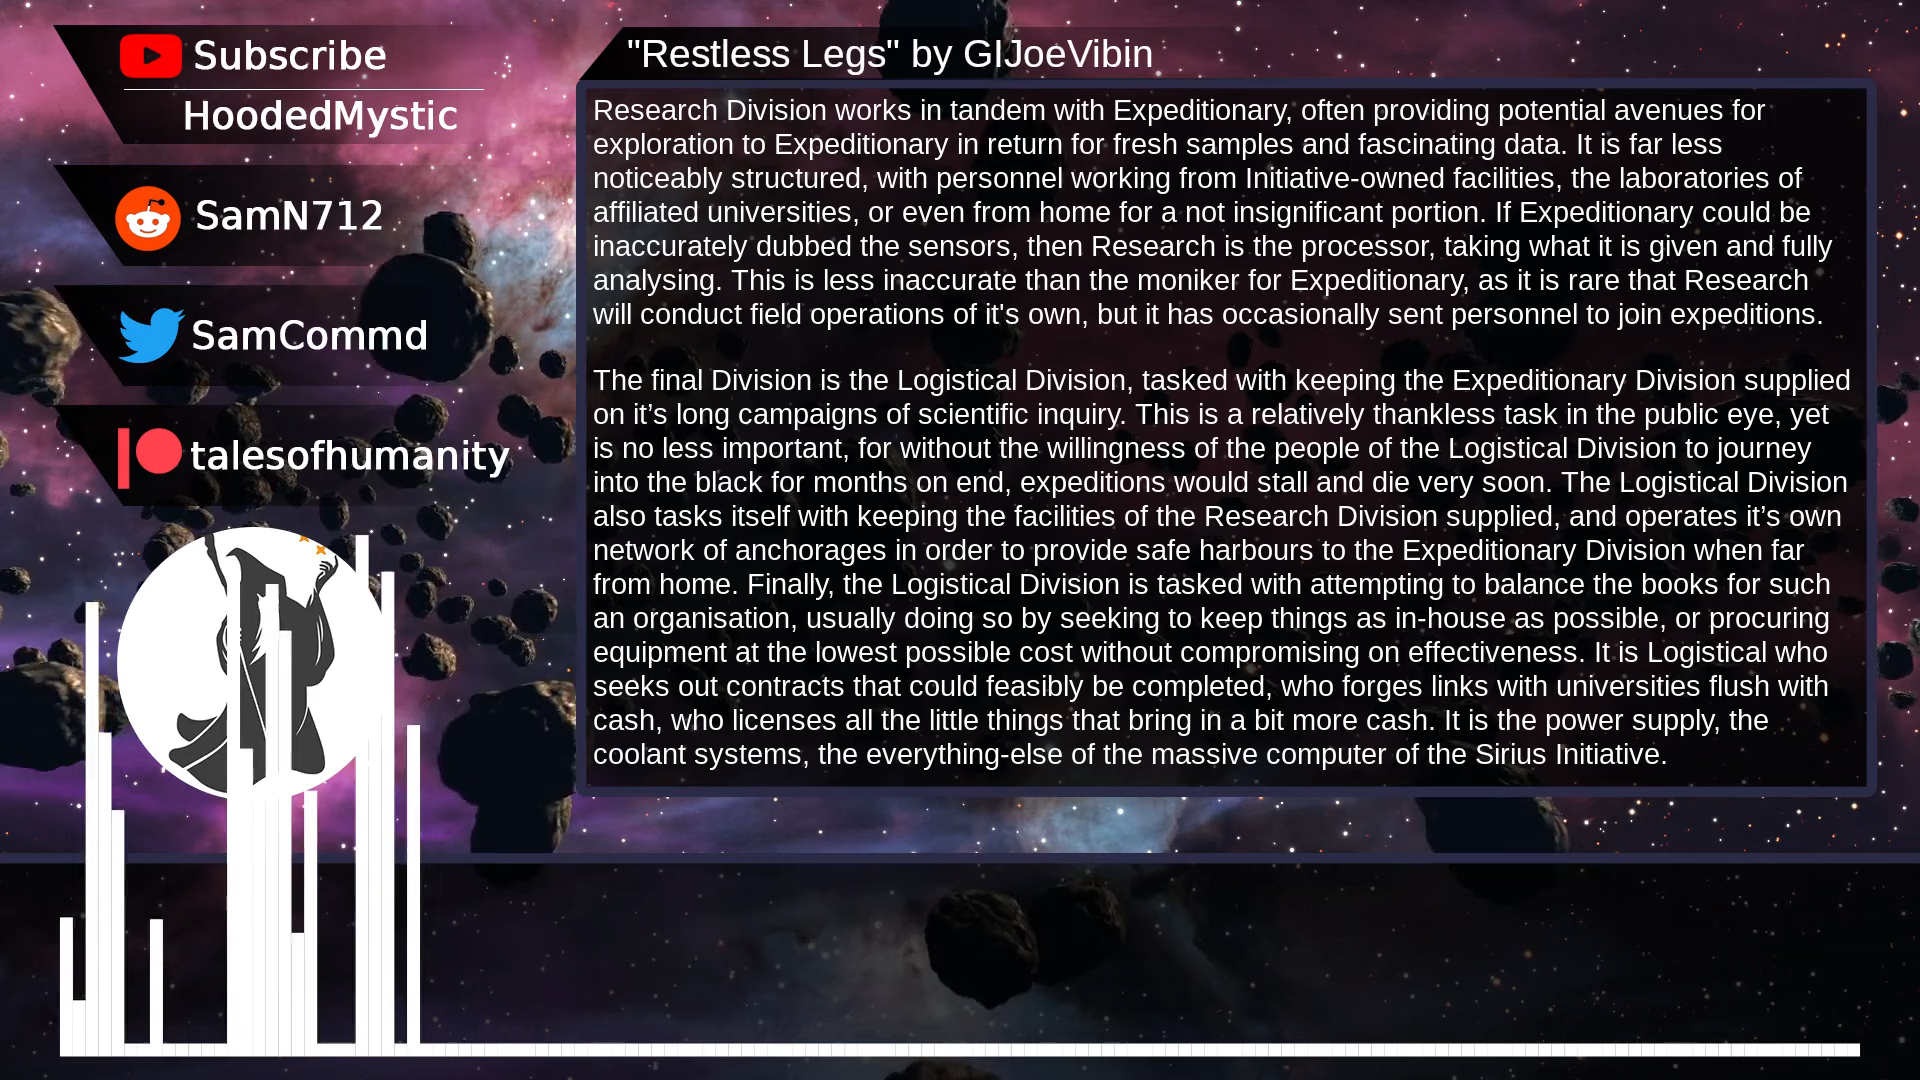 Subscribe
HoodedMystic
SamN712
SamCommd
talesofhumanity
"Restless Legs" by GIJoeVibin
Research Division works in tandem with Expeditionary, often providing potential avenues for
exploration to Expeditionary in return for fresh samples and fascinating data. It is far less
noticeably structured, with personnel working from Initiative-owned facilities, the laboratories of
affiliated universities, or even from home for a not insignificant portion. If Expeditionary could be
inaccurately dubbed the sensors, then Research is the processor, taking what it is given and fully
analysing. This is less inaccurate than the moniker for Expeditionary, as it is rare that Research
will conduct field operations of it's own, but it has occasionally sent personnel to join expeditions.
The final Division is the Logistical Division, tasked with keeping the Expeditionary Division supplied
on it’s long campaigns of scientific inquiry. This is a relatively thankless task in the public eye, yet
is no less important, for without the willingness of the people of the Logistical Division to journey
into the black for months on end, expeditions would stall and die very soon. The Logistical Division
also tasks itself with keeping the facilities of the Research Division supplied, and operates it’s own
network of anchorages in order to provide safe harbours to the Expeditionary Division when far
from home. Finally, the Logistical Division is tasked with attempting to balance the books for such
an organisation, usually doing so by seeking to keep things as in-house as possible, or procuring
equipment at the lowest possible cost without compromising on effectiveness. It is Logistical who
seeks out contracts that could feasibly be completed, who forges links with universities flush with
cash, who licenses all the little things that bring in a bit more cash. It is the power supply, the
coolant systems, the everything-else of the massive computer of the Sirius Initiative.